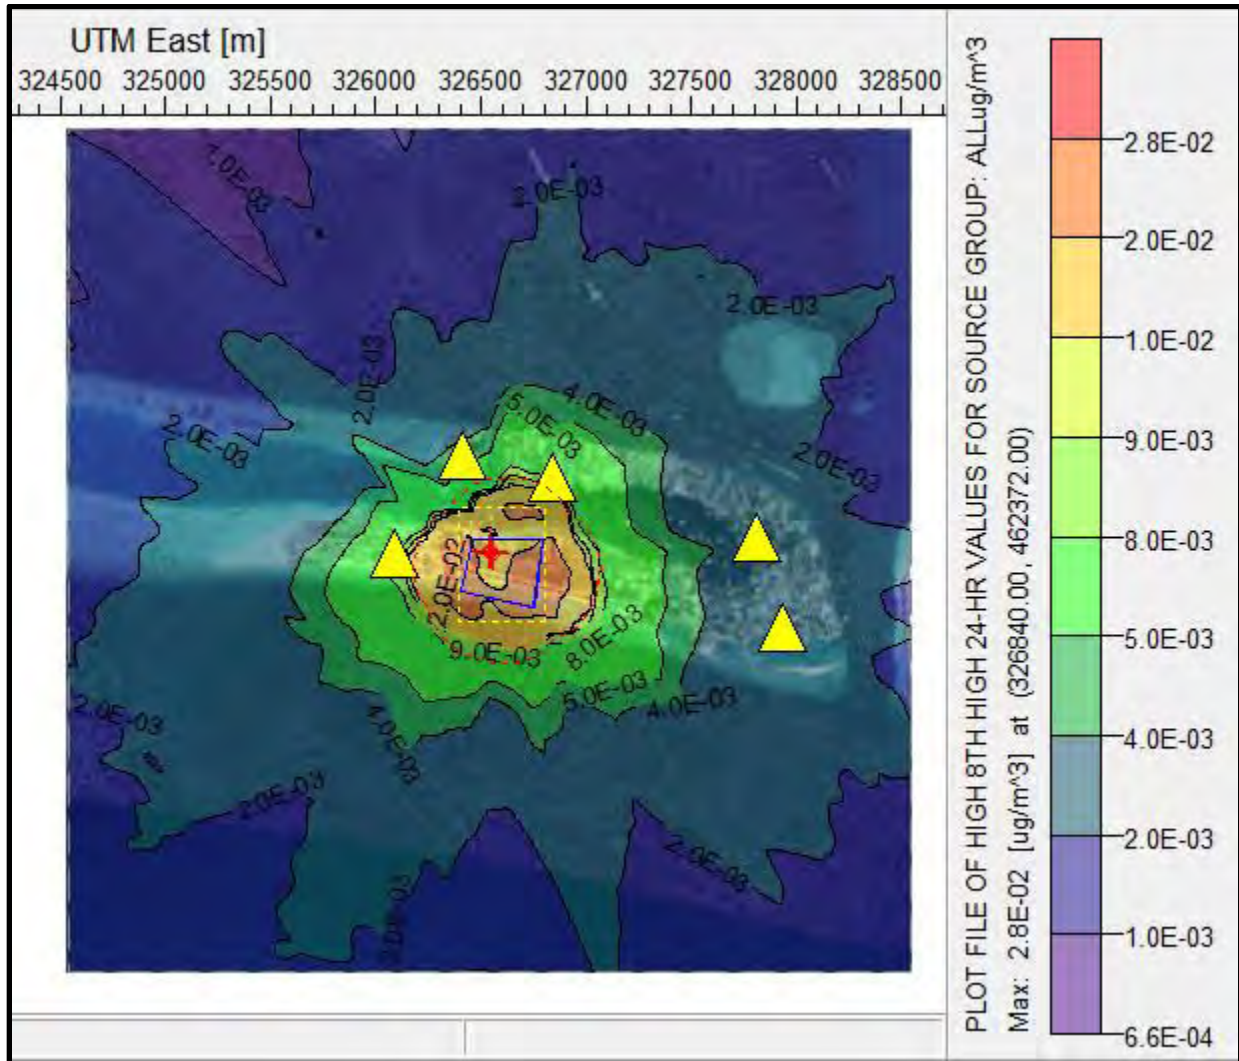 UTM East [m]
324500 325000 325500 326000 326500 327000 327500 328000 328500
1.0E-03
2.0E-03
2.0E-03
2.0E-03
4.0E-03
5.0E-03
2.0E-03
2.0E-03
2.0E-02
8.0E-03
9.0E-03
5.0E-03
4.0E-03
2.0E-03
4.0E-03
2.0E-03
2.0E-03
2.0E-03
PLOT FILE OF HIGH 8TH HIGH 24-HR VALUES FOR SOURCE GROUP: ALLug/m^3
Max: 2.8E-02 [ug/m^3] at (326840.00, 462372.00)
2.8E-02
2.0E-02
1.0E-02
9.0E-03
8.0E-03
5.0E-03
4.0E-03
2.0E-03
1.0E-03
6.6E-04